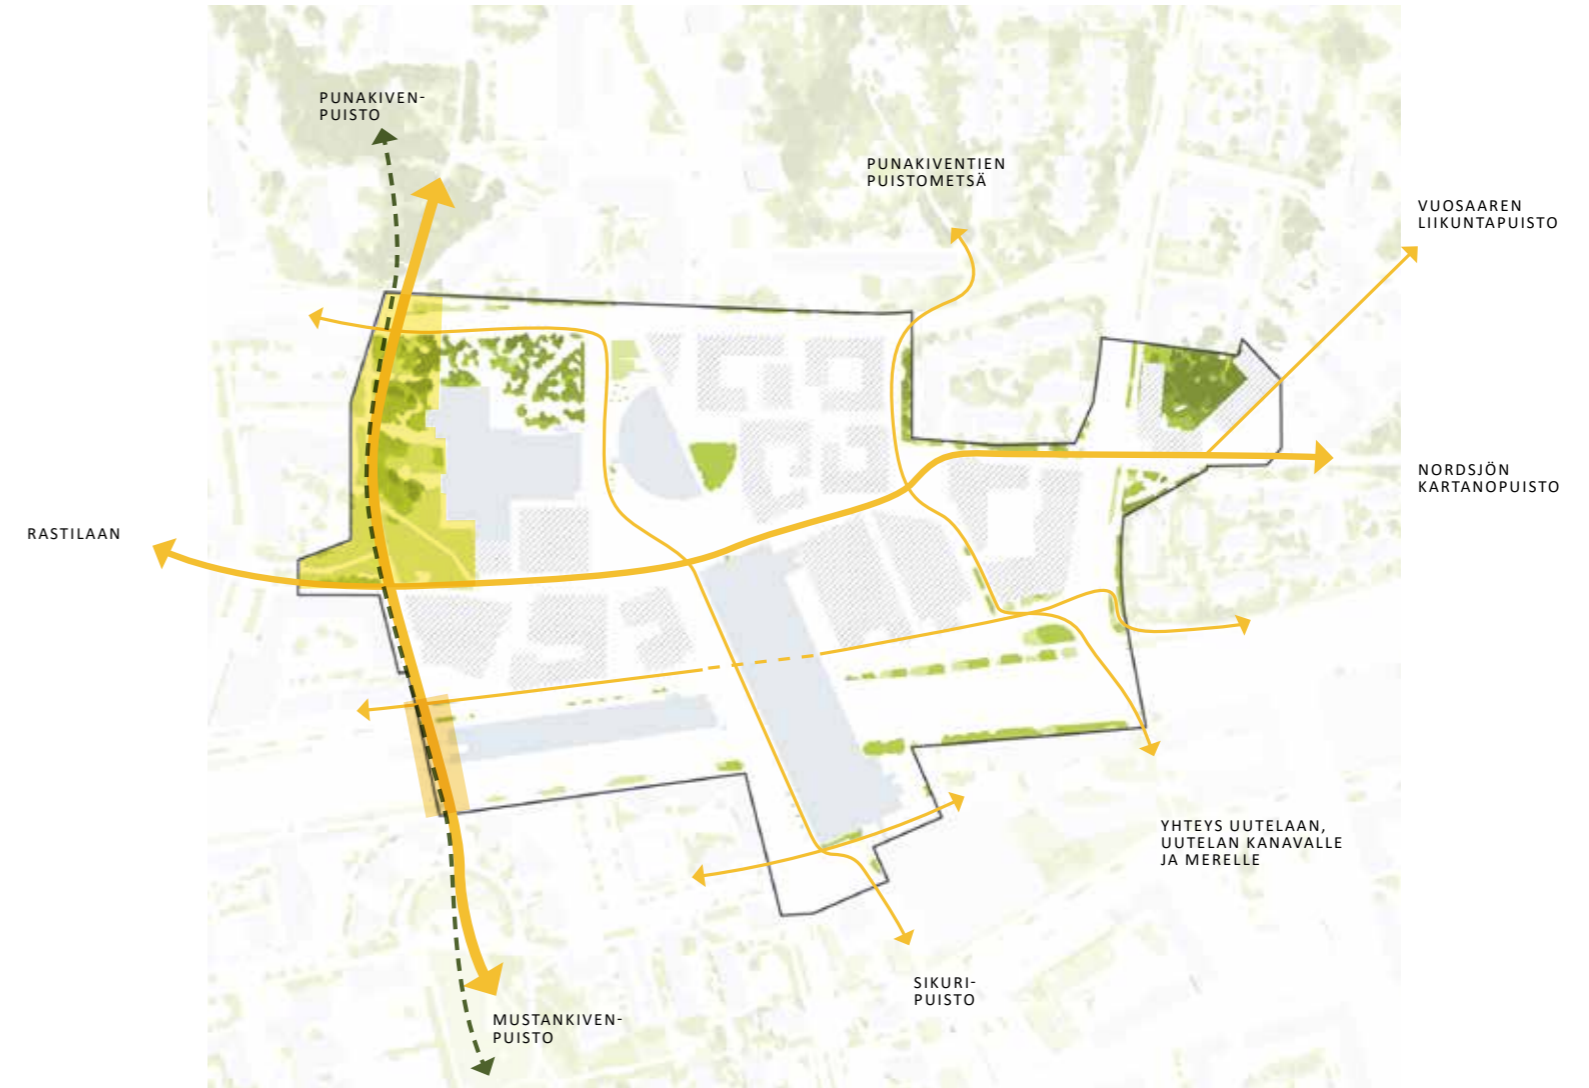 PUNAKIVEN-
PUISTO
PUNAKIVENTIEN
PUISTOMETSÄ
VUOSAAREN
LIIKUNTAPUISTO
NORDSJÖN
KARTANOPUISTO
RASTILAAN
YHTEYS UUTELAAN,
UUTELAN KANAVALLE
JA MERELLE
SIKURI-
PUISTO
MUSTANKIVEN-
PUISTO